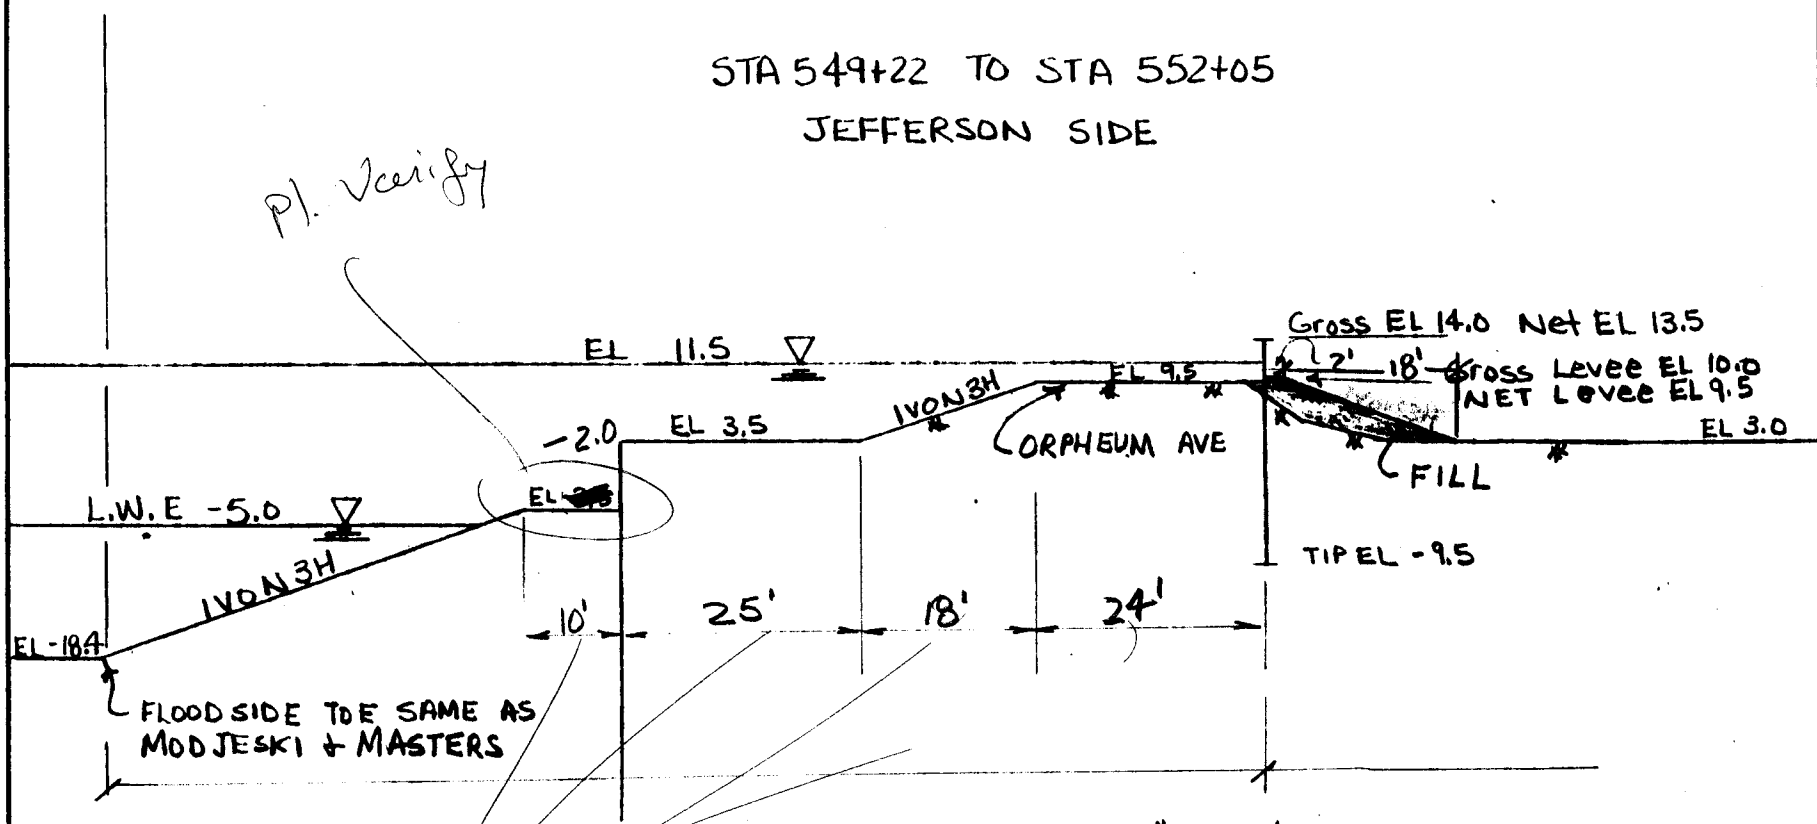 STA 549+22 TO STA 552+05
JEFFERSON SIDE
Pl. Varify
Gross EL 14.0 Net EL 13.5
EL 11.5
2' 18'
Gross Levee EL 10.0
NET Levee EL 9.5
EL 9.5
1V ON 3H
-2.0
EL 3.5
ORPHEUM AVE
EL 3.0
FILL
EL
L.W.E -5.0
TIP EL -9.5
1V ON 3H
10' 25' 18' 24'
EL -18.4
FLOODSIDE TOE SAME AS
MODJESKI & MASTERS